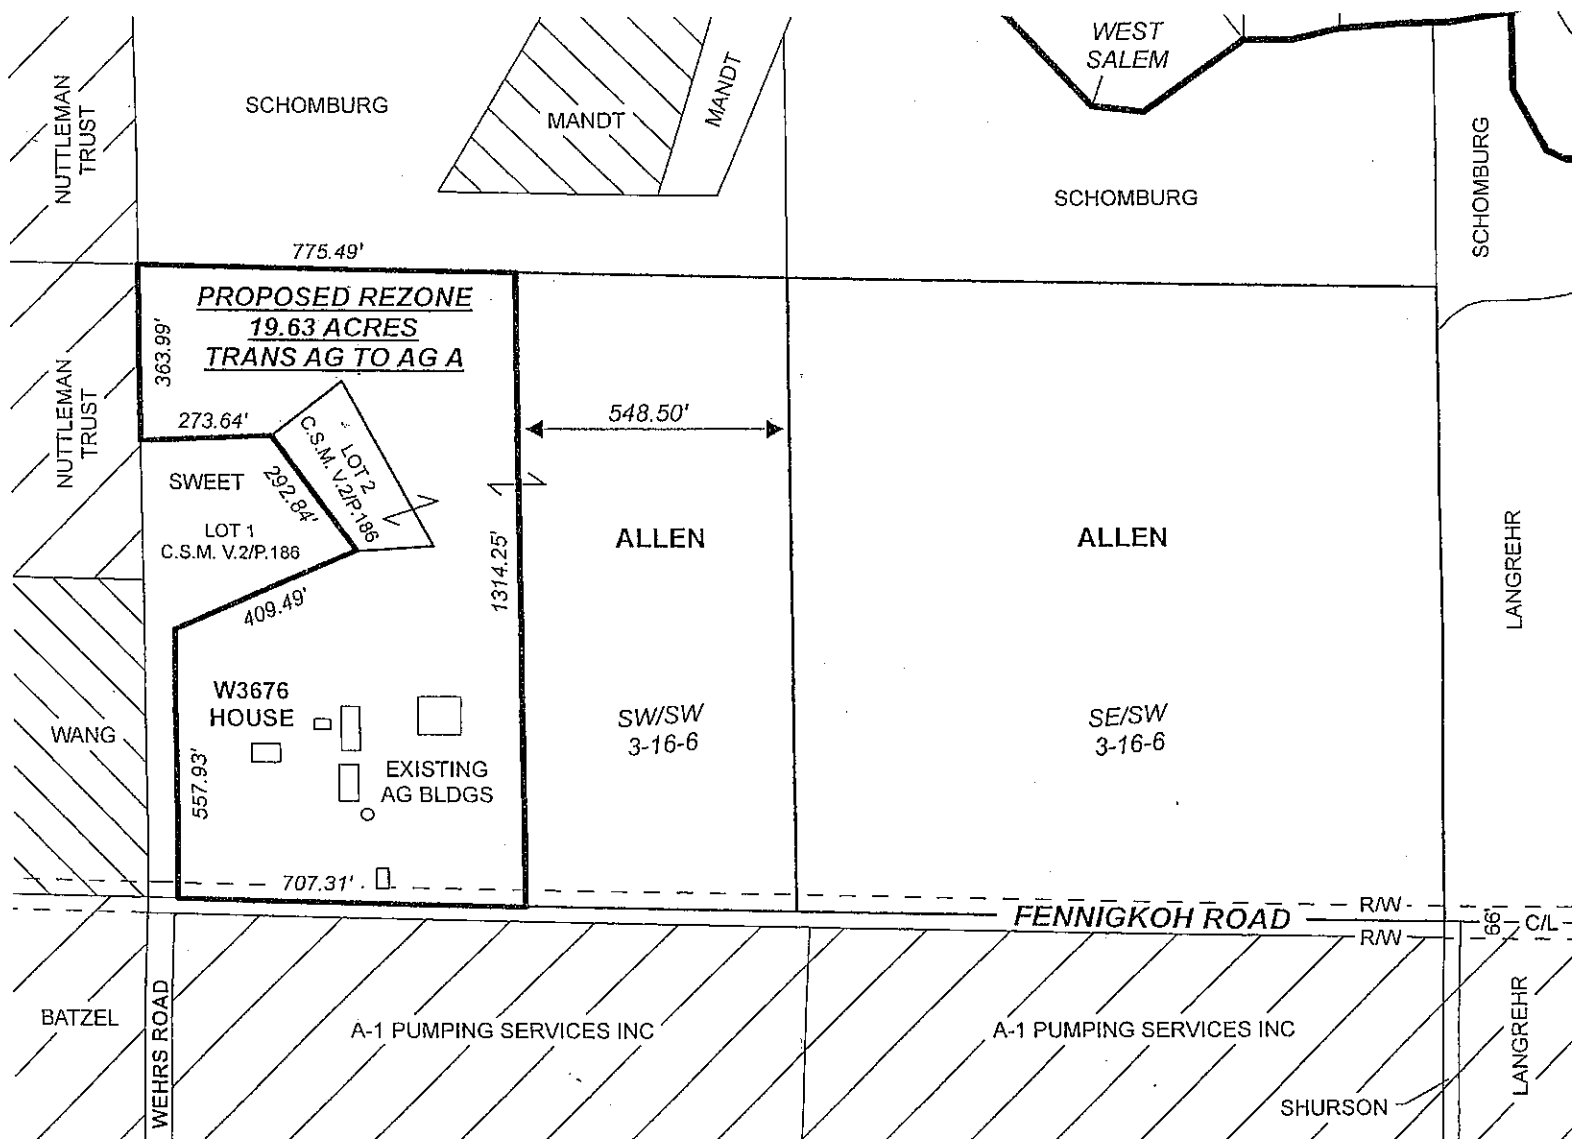 WEST
SALEM
NUTTLEMAN
TRUST
SCHOMBURG
MANDT
MANDT
SCHOMBURG
SCHOMBURG
775.49'
PROPOSED REZONE
19.63 ACRES
TRANS AG TO AG A
363.99'
NUTTLEMAN
TRUST
273.64'
548.50'
LOT 2
C.S.M. V.2/P.186
SWEET
292.84'
LOT 1
C.S.M. V.2/P.186
ALLEN
ALLEN
1314.25'
LANGREHR
409.49'
W3676
HOUSE
SW/SW
3-16-6
SE/SW
3-16-6
WANG
557.93'
EXISTING
AG BLDGS
707.31'
FENNIGKOH ROAD
R/W
R/W
66'
C/L
BATZEL
WEHRS ROAD
A-1 PUMPING SERVICES INC
A-1 PUMPING SERVICES INC
LANGREHR
SHURSON